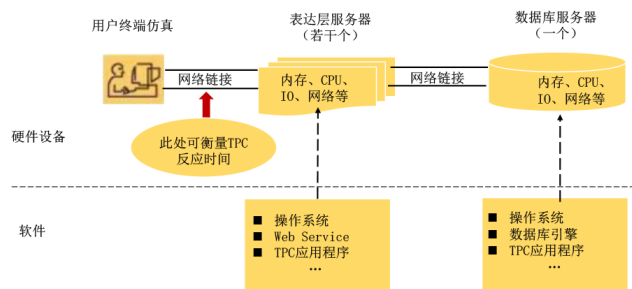 用户终端仿真
表达层服务器
（若干个）
数据库服务器
（一个）
网络链接
内存、CPU、
IO、网络等
网络链接
内存、CPU、
IO、网络等
硬件设备
此处可衡量TPC
反应时间
软件
■ 操作系统
■ Web Service
■ TPC应用程序
…
■ 操作系统
■ 数据库引擎
■ TPC应用程序
…